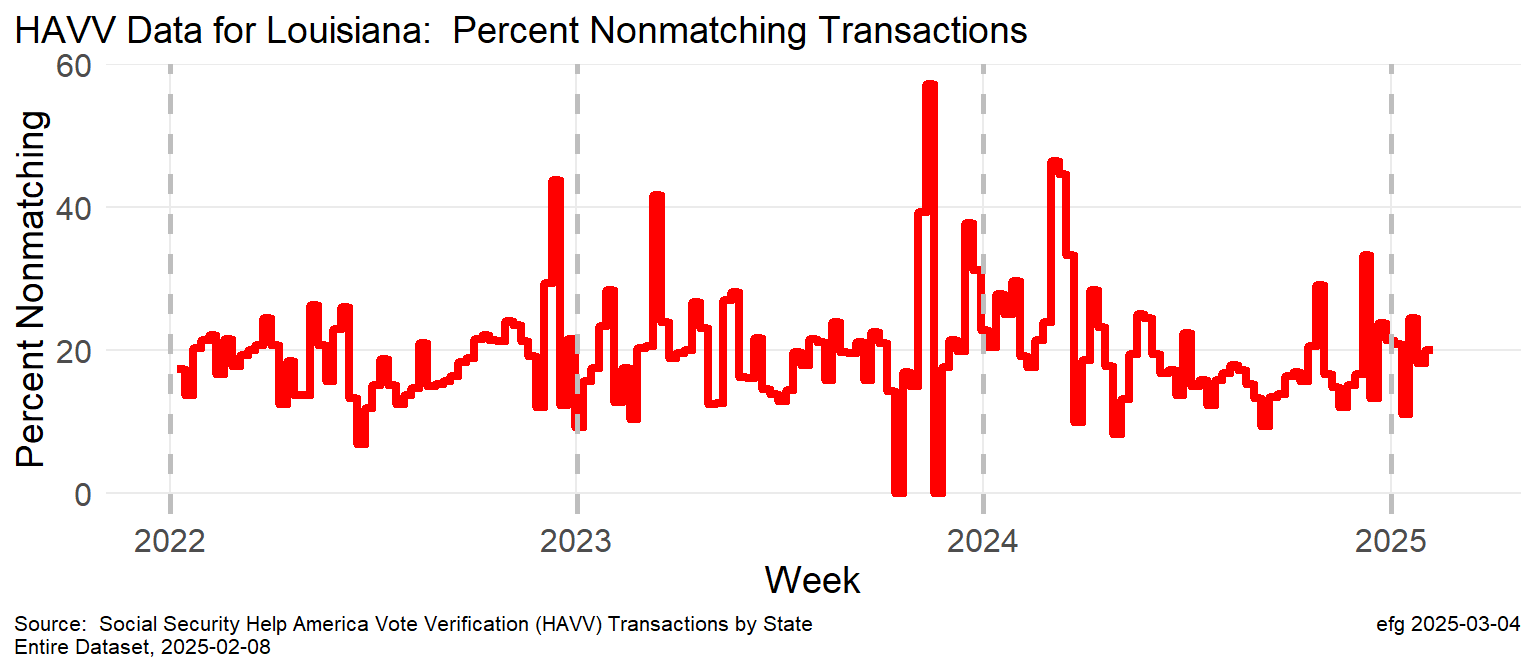 HAVV Data for Louisiana:  Percent Nonmatching Transactions
Percent Nonmatching
60
40
20
0
2022 2023 2024 2025
Week
Source:  Social Security Help America Vote Verification (HAVV) Transactions by State
Entire Dataset, 2025-02-08
efg 2025-03-04